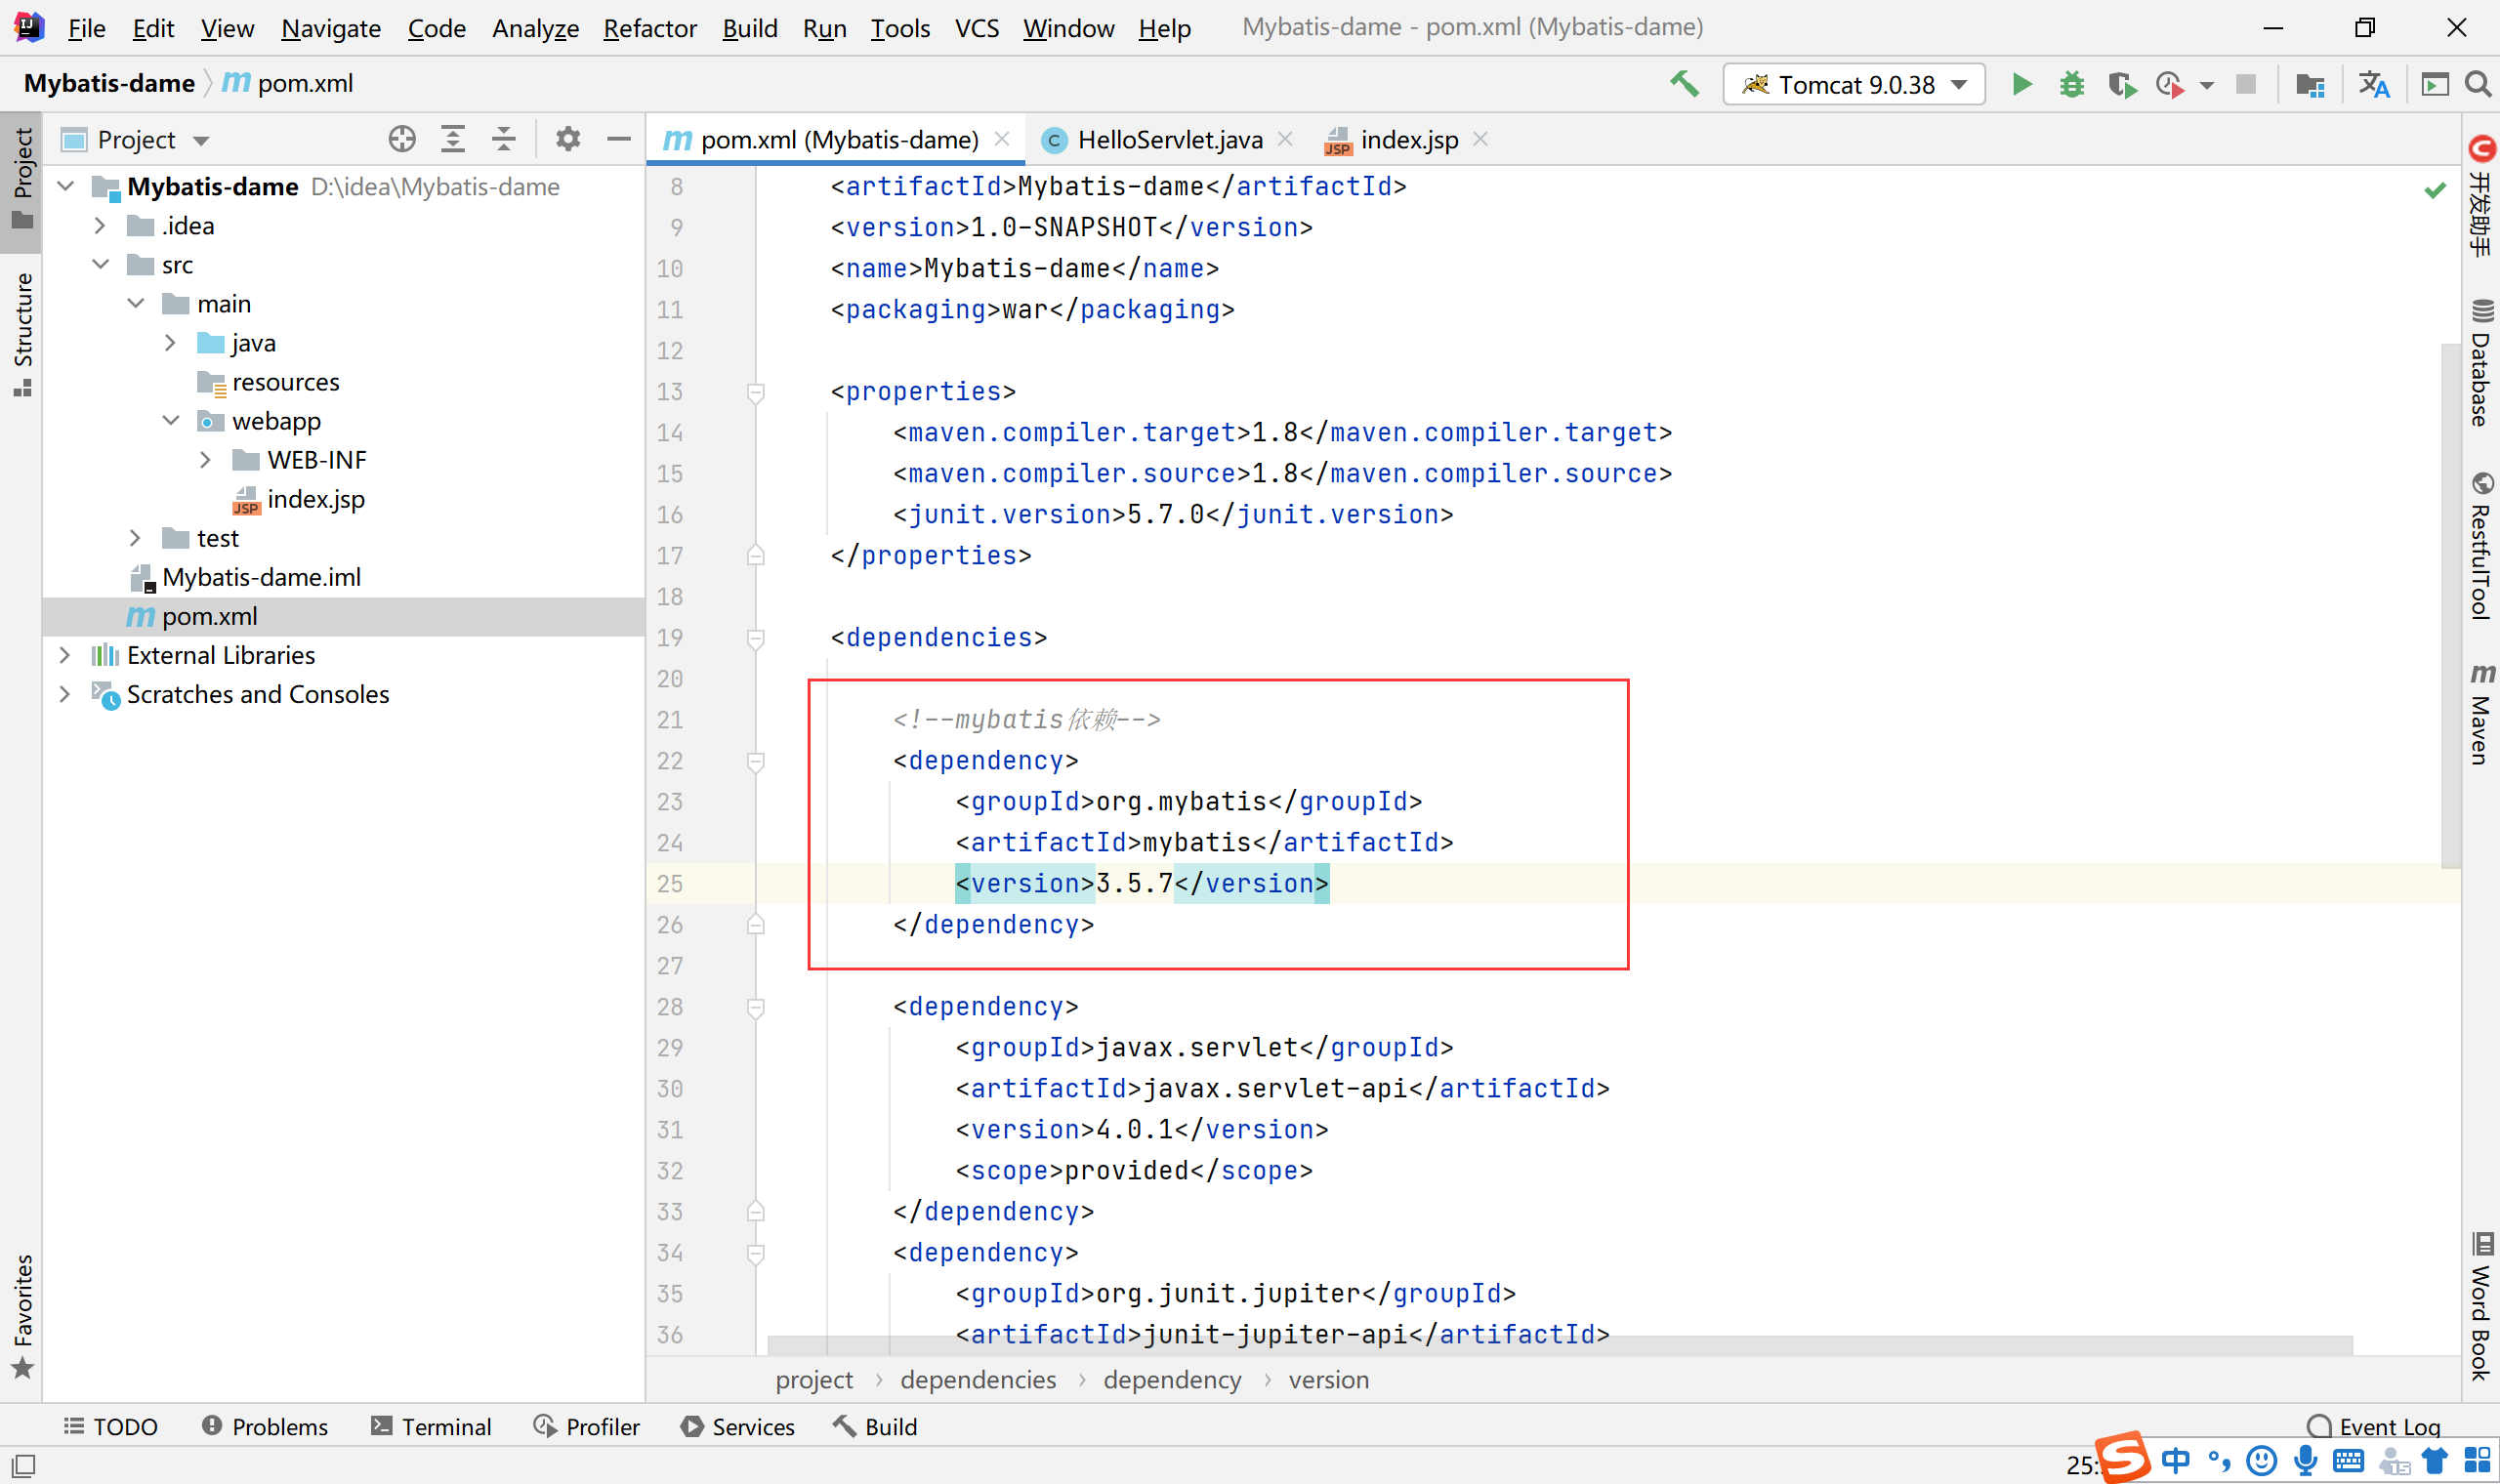 File Edit View Navigate Code Analyze Refactor Build Run Tools VCS Window Help Mybatis-dame - pom.xml (Mybatis-dame)
Mybatis-dame pom.xml Tomcat 9.0.38
Project
pom.xml (Mybatis-dame) HelloServlet.java index.jsp
Mybatis-dame D:\idea\Mybatis-dame
.idea
src
main
java
resources
webapp
WEB-INF
index.jsp
test
Mybatis-dame.iml
pom.xml
External Libraries
Scratches and Consoles
8 <artifactId>Mybatis-dame</artifactId>
9 <version>1.0-SNAPSHOT</version>
10 <name>Mybatis-dame</name>
11 <packaging>war</packaging>
12
13 <properties>
14 <maven.compiler.target>1.8</maven.compiler.target>
15 <maven.compiler.source>1.8</maven.compiler.source>
16 <junit.version>5.7.0</junit.version>
17 </properties>
18
19 <dependencies>
20
21 <!--mybatis依赖-->
22 <dependency>
23 <groupId>org.mybatis</groupId>
24 <artifactId>mybatis</artifactId>
25 <version>3.5.7</version>
26 </dependency>
27
28 <dependency>
29 <groupId>javax.servlet</groupId>
30 <artifactId>javax.servlet-api</artifactId>
31 <version>4.0.1</version>
32 <scope>provided</scope>
33 </dependency>
34 <dependency>
35 <groupId>org.junit.jupiter</groupId>
36 <artifactId>junit-jupiter-api</artifactId>
project › dependencies › dependency › version
Project
Structure
Favorites
开发助手
Database
RestfulTool
Maven
Word Book
TODO Problems Terminal Profiler Services Build Event Log
25: 中